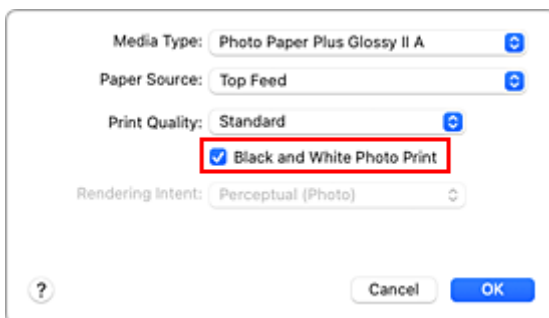 Media Type: Photo Paper Plus Glossy II A
Paper Source: Top Feed
Print Quality: Standard
Black and White Photo Print
Rendering Intent: Perceptual (Photo)
? Cancel OK